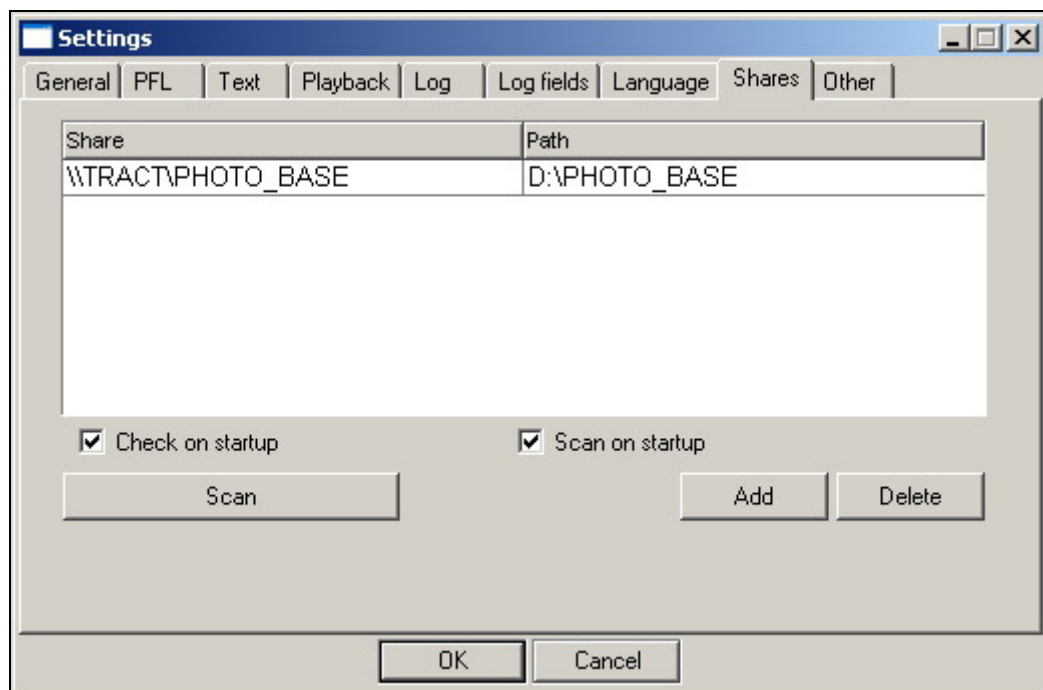 Settings
General PFL Text Playback Log Log fields Language Shares Other
Share Path
\\TRACT\PHOTO_BASE D:\PHOTO_BASE
Check on startup Scan on startup
Scan Add Delete
OK Cancel